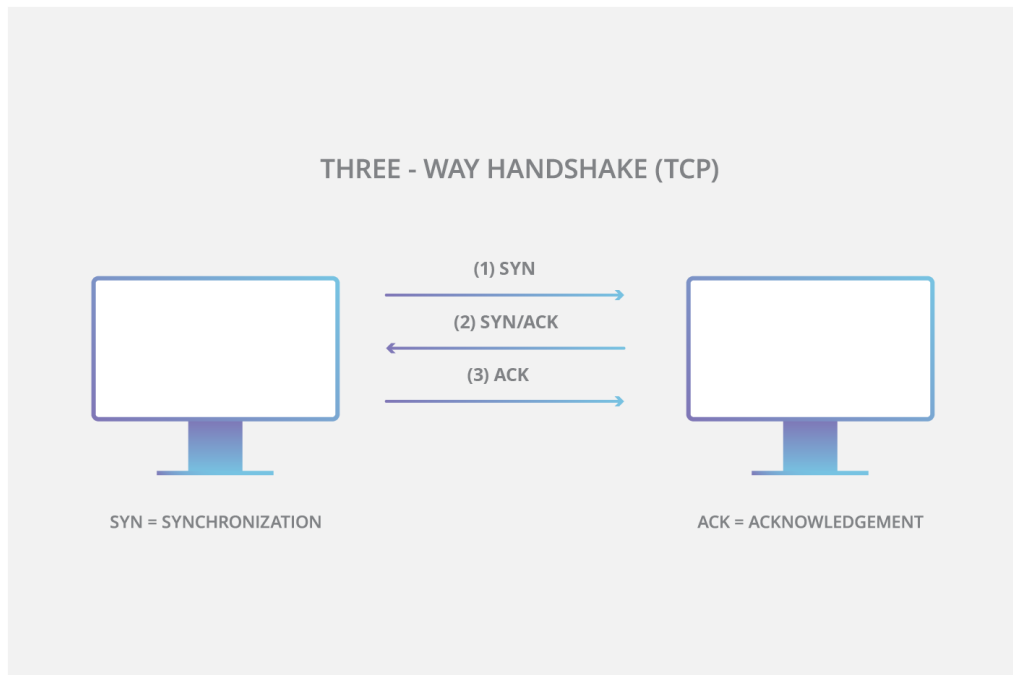 THREE - WAY HANDSHAKE (TCP)
(1) SYN
(2) SYN/ACK
(3) ACK
SYN = SYNCHRONIZATION
ACK = ACKNOWLEDGEMENT